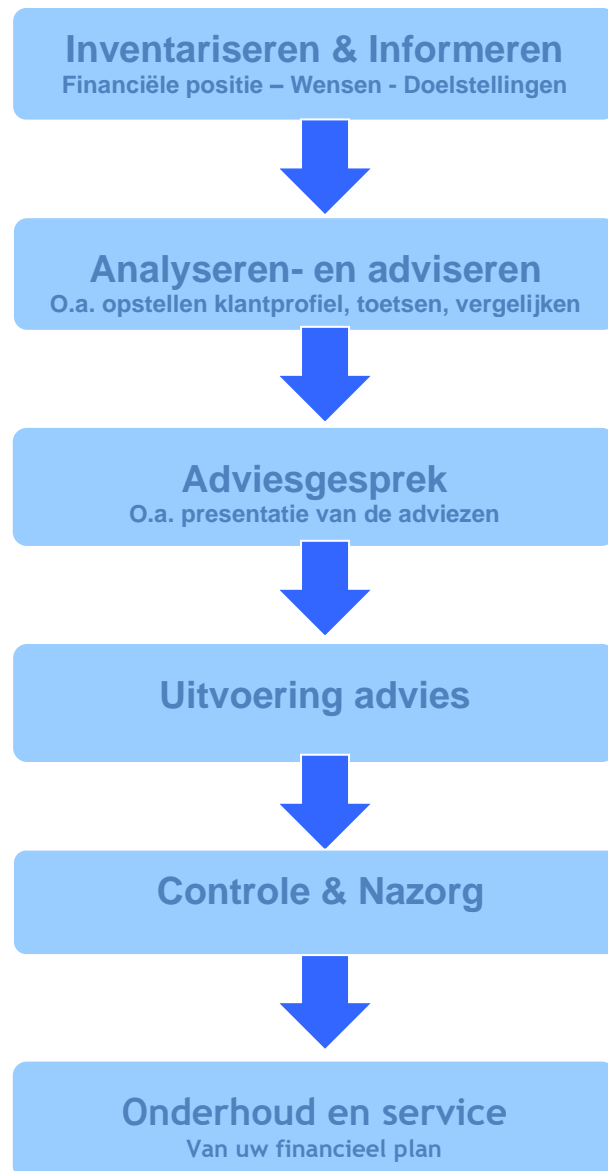 Inventariseren & Informeren
Financiële positie – Wensen - Doelstellingen
Analyseren- en adviseren
O.a. opstellen klantprofiel, toetsen, vergelijken
Adviesgesprek
O.a. presentatie van de adviezen
Uitvoering advies
Controle & Nazorg
Onderhoud en service
Van uw financieel plan